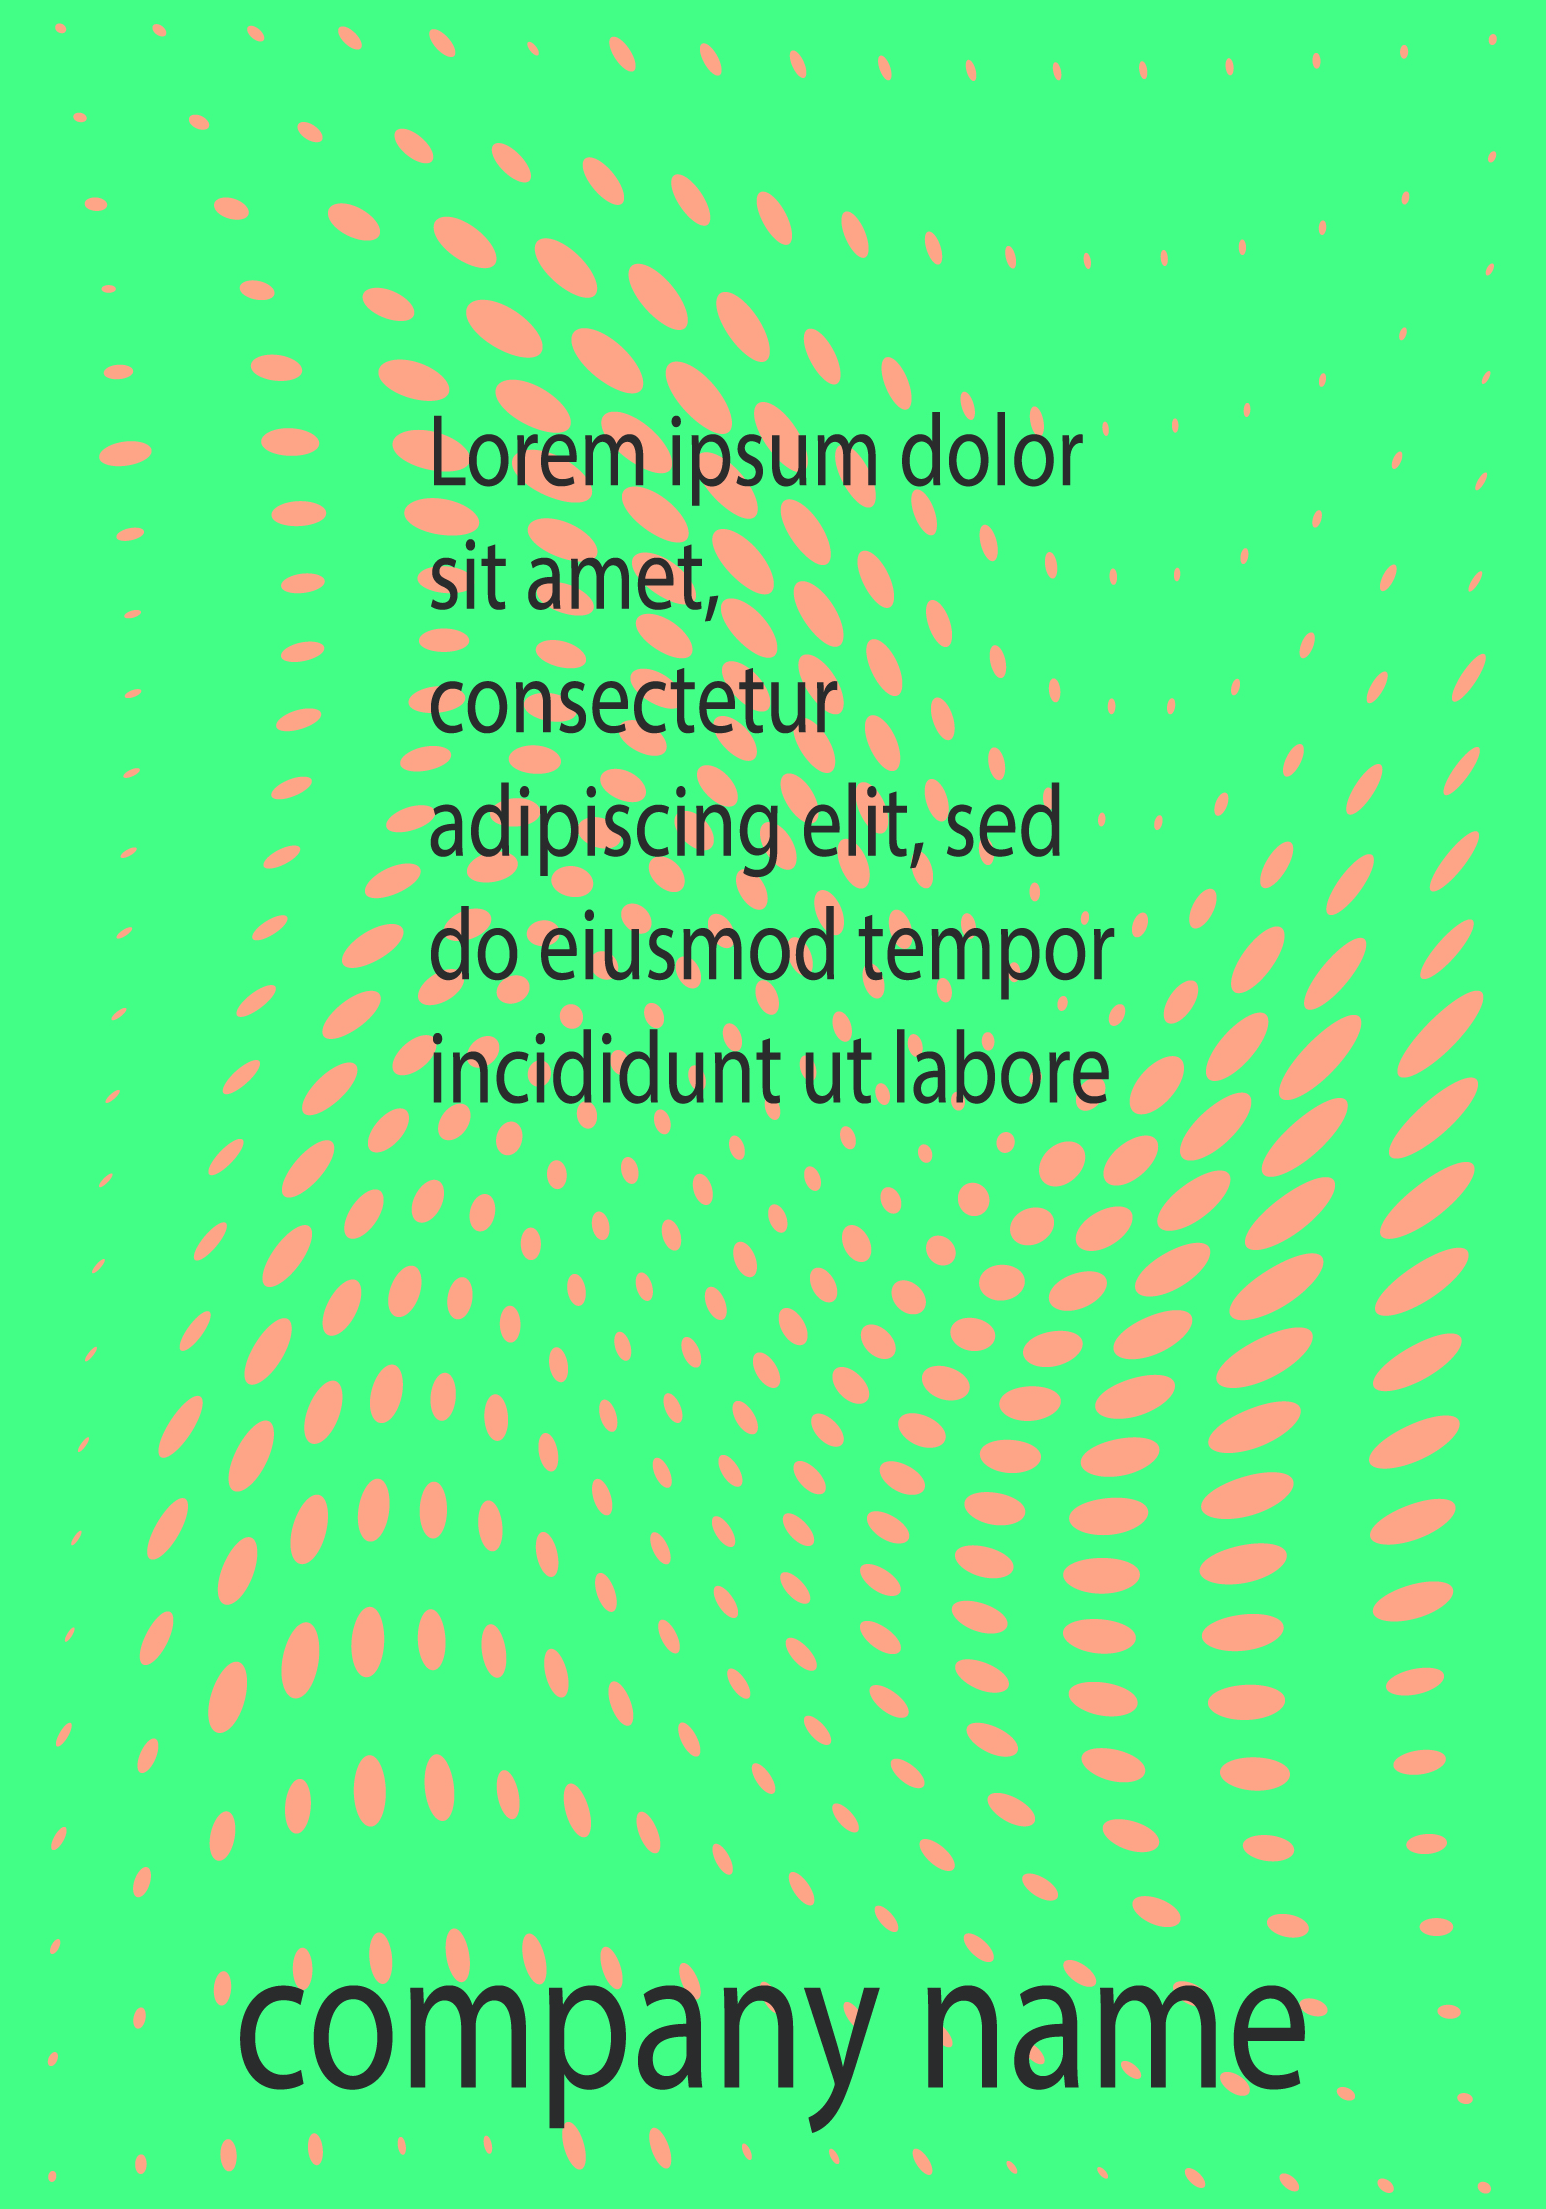 Lorem ipsum dolor
sit amet,
consectetur
adipiscing elit, sed
do eiusmod tempor
incididunt ut labore
company name